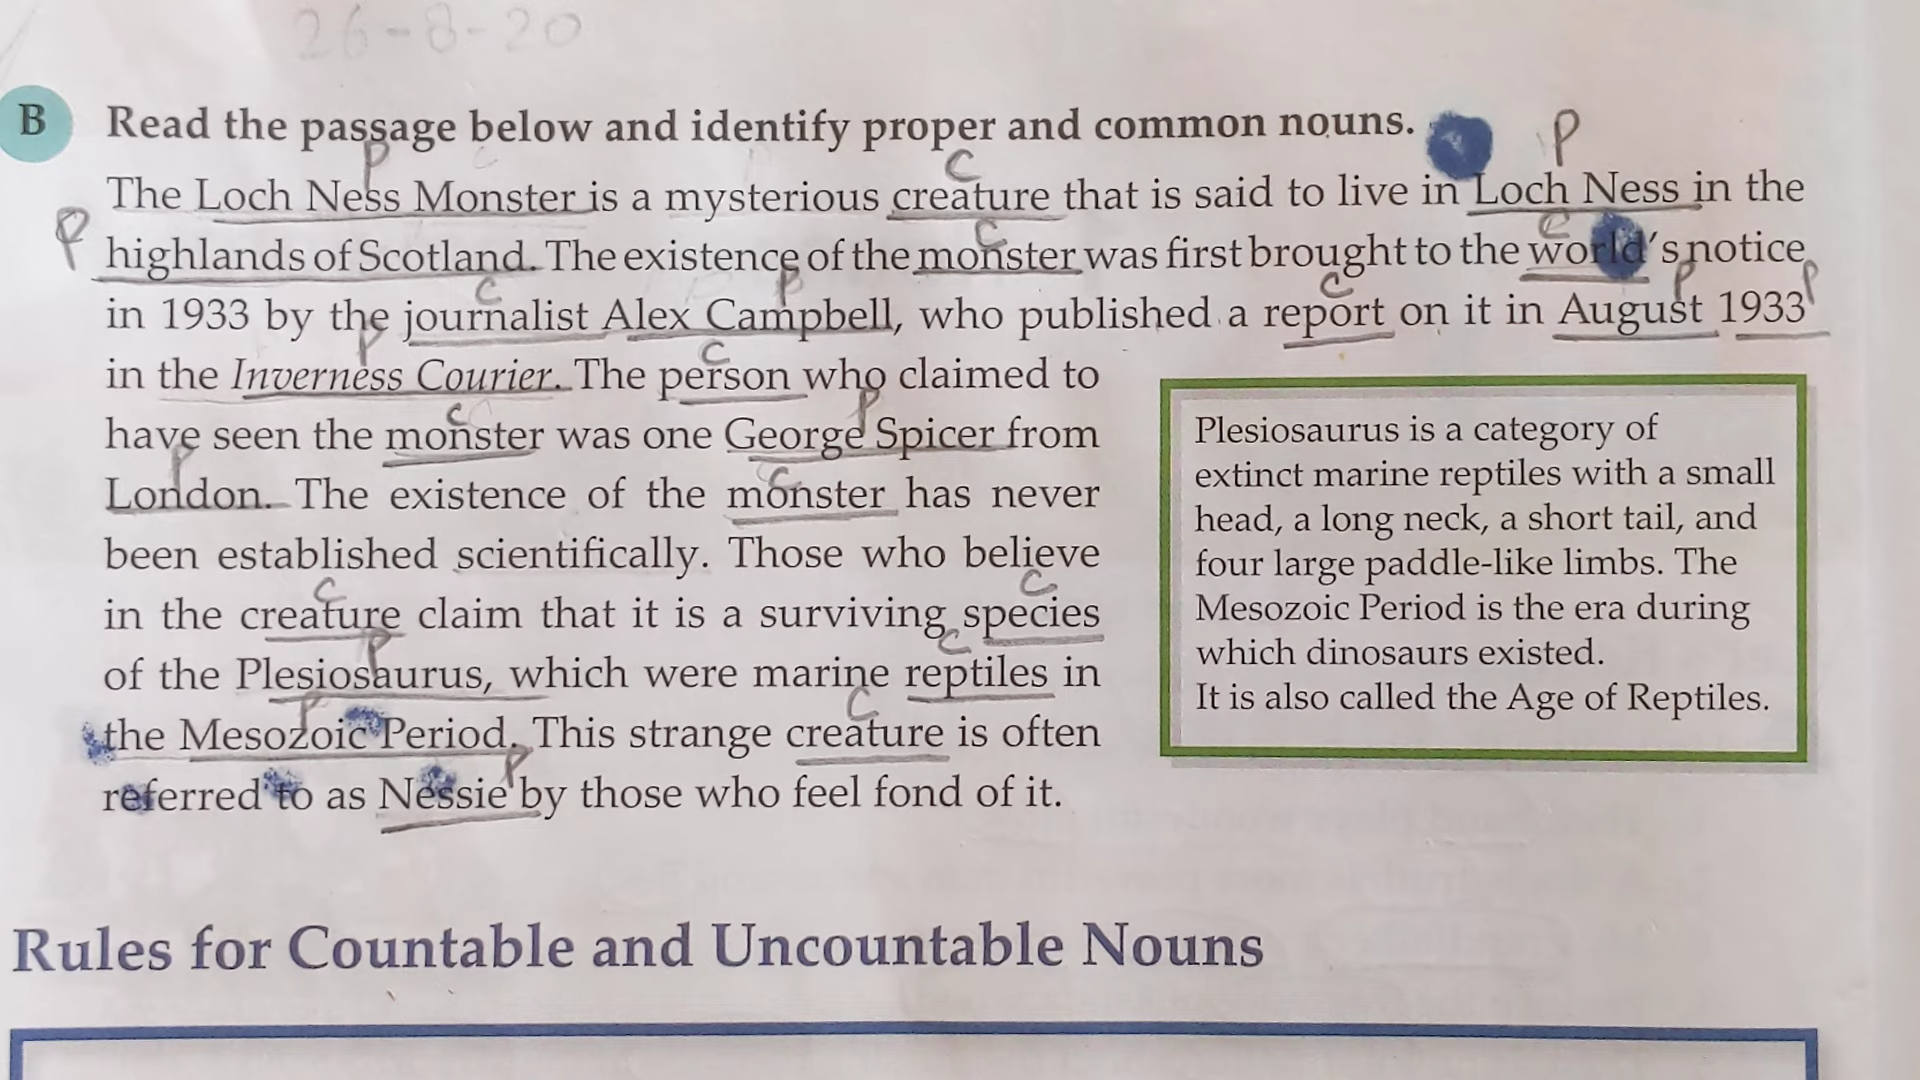 26-8-20
B Read the passage below and identify proper and common nouns.
P C P
The Loch Ness Monster is a mysterious creature that is said to live in Loch Ness in the
P C C
highlands of Scotland. The existence of the monster was first brought to the world's notice
C P C P P
in 1933 by the journalist Alex Campbell, who published a report on it in August 1933
P C
in the Inverness Courier. The person who claimed to
C P
have seen the monster was one George Spicer from
P C
London. The existence of the monster has never
been established scientifically. Those who believe
C C
in the creature claim that it is a surviving species
P C
of the Plesiosaurus, which were marine reptiles in
P C
the Mesozoic Period. This strange creature is often
P
referred to as Nessie by those who feel fond of it.
Plesiosaurus is a category of
extinct marine reptiles with a small
head, a long neck, a short tail, and
four large paddle-like limbs. The
Mesozoic Period is the era during
which dinosaurs existed.
It is also called the Age of Reptiles.
Rules for Countable and Uncountable Nouns